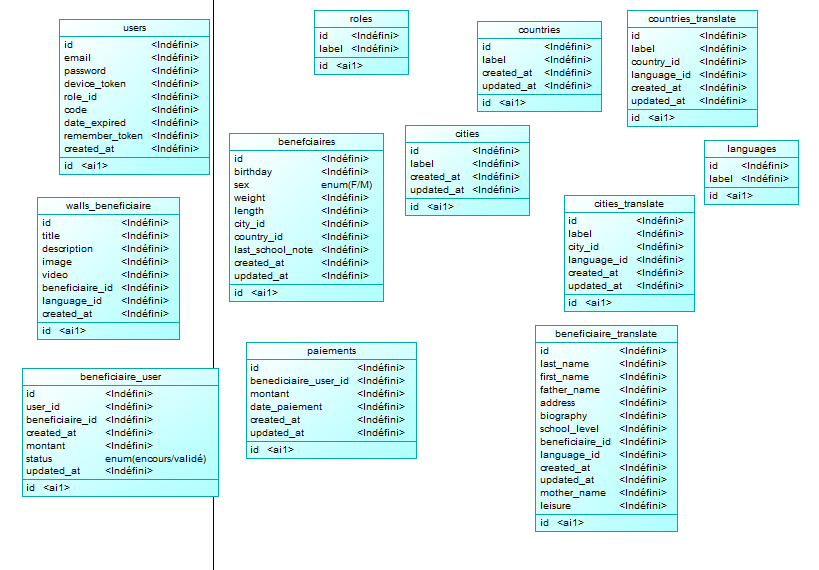 users
id <Indéfini>
email <Indéfini>
password <Indéfini>
device_token <Indéfini>
role_id <Indéfini>
code <Indéfini>
date_expired <Indéfini>
remember_token <Indéfini>
created_at <Indéfini>
id <ai1>
roles
id <Indéfini>
label <Indéfini>
id <ai1>
countries
id <Indéfini>
label <Indéfini>
created_at <Indéfini>
updated_at <Indéfini>
id <ai1>
countries_translate
id <Indéfini>
label <Indéfini>
country_id <Indéfini>
language_id <Indéfini>
created_at <Indéfini>
updated_at <Indéfini>
id <ai1>
benefciaires
id <Indéfini>
birthday <Indéfini>
sex enum(F/M)
weight <Indéfini>
length <Indéfini>
city_id <Indéfini>
country_id <Indéfini>
last_school_note <Indéfini>
created_at <Indéfini>
updated_at <Indéfini>
id <ai1>
cities
id <Indéfini>
label <Indéfini>
created_at <Indéfini>
updated_at <Indéfini>
id <ai1>
languages
id <Indéfini>
label <Indéfini>
id <ai1>
walls_beneficiaire
id <Indéfini>
title <Indéfini>
description <Indéfini>
image <Indéfini>
video <Indéfini>
beneficiaire_id <Indéfini>
language_id <Indéfini>
created_at <Indéfini>
id <ai1>
cities_translate
id <Indéfini>
label <Indéfini>
city_id <Indéfini>
language_id <Indéfini>
created_at <Indéfini>
updated_at <Indéfini>
id <ai1>
beneficiaire_user
id <Indéfini>
user_id <Indéfini>
beneficiaire_id <Indéfini>
created_at <Indéfini>
montant <Indéfini>
status enum(encours/validé)
updated_at <Indéfini>
id <ai1>
paiements
id <Indéfini>
benediciaire_user_id <Indéfini>
montant <Indéfini>
date_paiement <Indéfini>
created_at <Indéfini>
updated_at <Indéfini>
id <ai1>
beneficiaire_translate
id <Indéfini>
last_name <Indéfini>
first_name <Indéfini>
father_name <Indéfini>
address <Indéfini>
biography <Indéfini>
school_level <Indéfini>
beneficiaire_id <Indéfini>
language_id <Indéfini>
created_at <Indéfini>
updated_at <Indéfini>
mother_name <Indéfini>
leisure <Indéfini>
id <ai1>